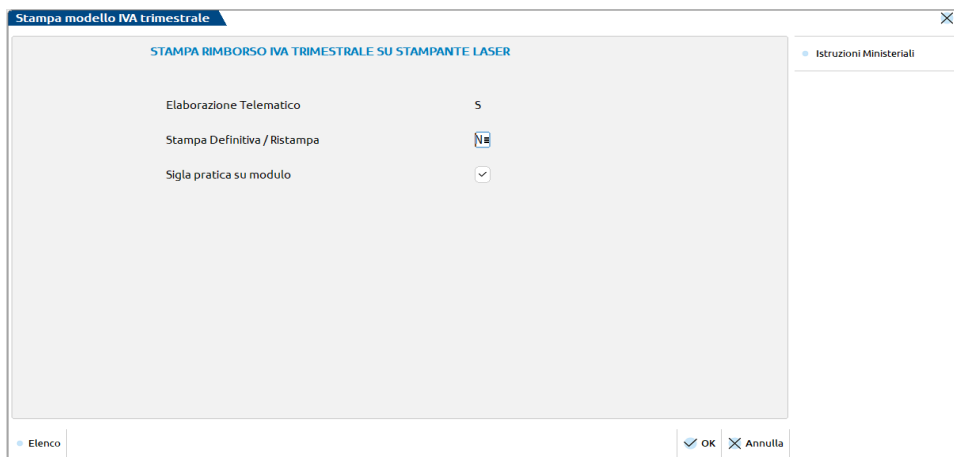 Stampa modello IVA trimestrale
STAMPA RIMBORSO IVA TRIMESTRALE SU STAMPANTE LASER
Istruzioni Ministeriali
Elaborazione Telematico S
Stampa Definitiva / Ristampa N
Sigla pratica su modulo
Elenco
OK
Annulla